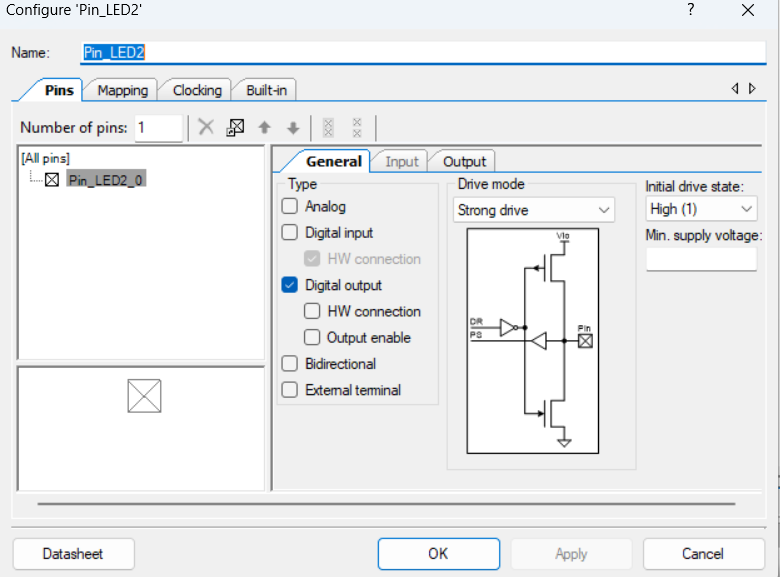 Configure 'Pin_LED2'
?
Name: Pin_LED2
Pins Mapping Clocking Built-in
Number of pins: 1
[All pins]
Pin_LED2_0
General Input Output
Type
Analog
Digital input
HW connection
Digital output
HW connection
Output enable
Bidirectional
External terminal
Drive mode
Strong drive
Vio
DR
PS
Pin
Initial drive state:
High (1)
Min. supply voltage:
Datasheet OK Apply Cancel